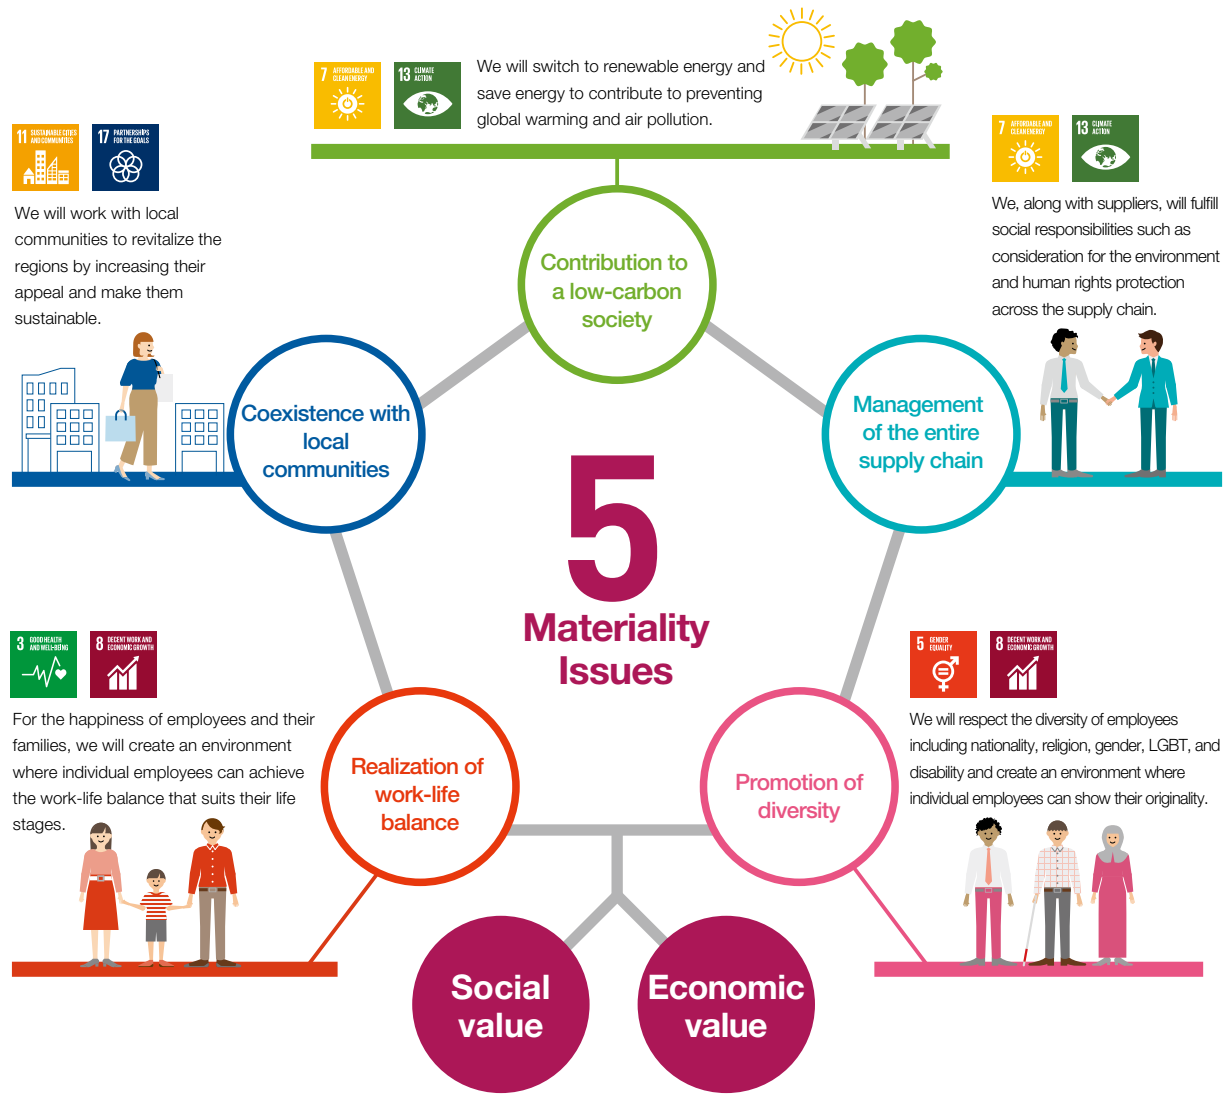 7 AFFORDABLE AND
CLEAN ENERGY
13 CLIMATE
ACTION
We will switch to renewable energy and
save energy to contribute to preventing
global warming and air pollution.
11 SUSTAINABLE CITIES
AND COMMUNITIES
17 PARTNERSHIPS
FOR THE GOALS
We will work with local
communities to revitalize the
regions by increasing their
appeal and make them
sustainable.
7 AFFORDABLE AND
CLEAN ENERGY
13 CLIMATE
ACTION
We, along with suppliers, will fulfill
social responsibilities such as
consideration for the environment
and human rights protection
across the supply chain.
Contribution to
a low-carbon
society
Coexistence with
local
communities
Management
of the entire
supply chain
5
Materiality
Issues
3 GOOD HEALTH
AND WELL-BEING
8 DECENT WORK AND
ECONOMIC GROWTH
For the happiness of employees and their
families, we will create an environment
where individual employees can achieve
the work-life balance that suits their life
stages.
5 GENDER
EQUALITY
8 DECENT WORK AND
ECONOMIC GROWTH
We will respect the diversity of employees
including nationality, religion, gender, LGBT, and
disability and create an environment where
individual employees can show their originality.
Realization of
work-life
balance
Promotion of
diversity
Social
value
Economic
value